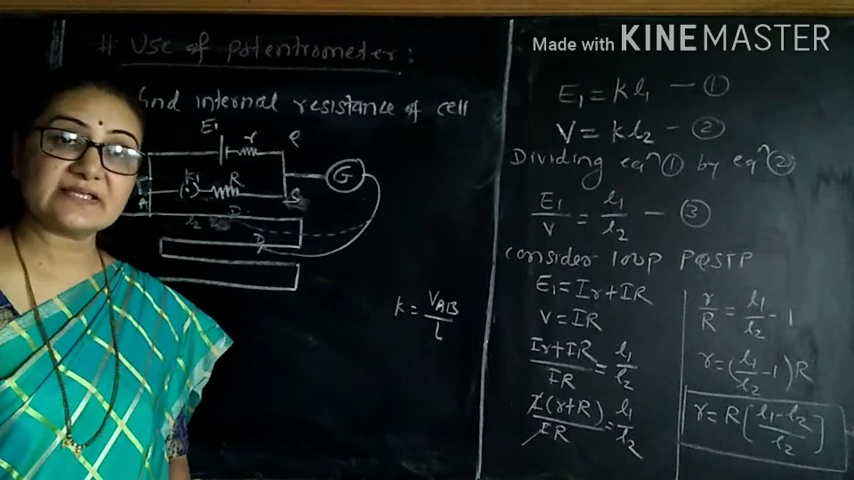 # Use of potentiometer:
find internal resistance of cell
E₁ r Q
K₁ R S
G
A
l₂ D
D
K = V_AB / L
Made with KINEMASTER
E₁ = Kl₁ — ①
V = Kl₂ — ②
Dividing eqⁿ ① by eqⁿ ②
E₁/V = l₁/l₂ — ③
consider loop PQSTP
E₁ = Ir + IR
V = IR
Ir+IR / IR = l₁/l₂
I(r+R) / IR = l₁/l₂
r/R = l₁/l₂ - 1
r = (l₁/l₂ - 1) R
r = R [l₁-l₂ / l₂]